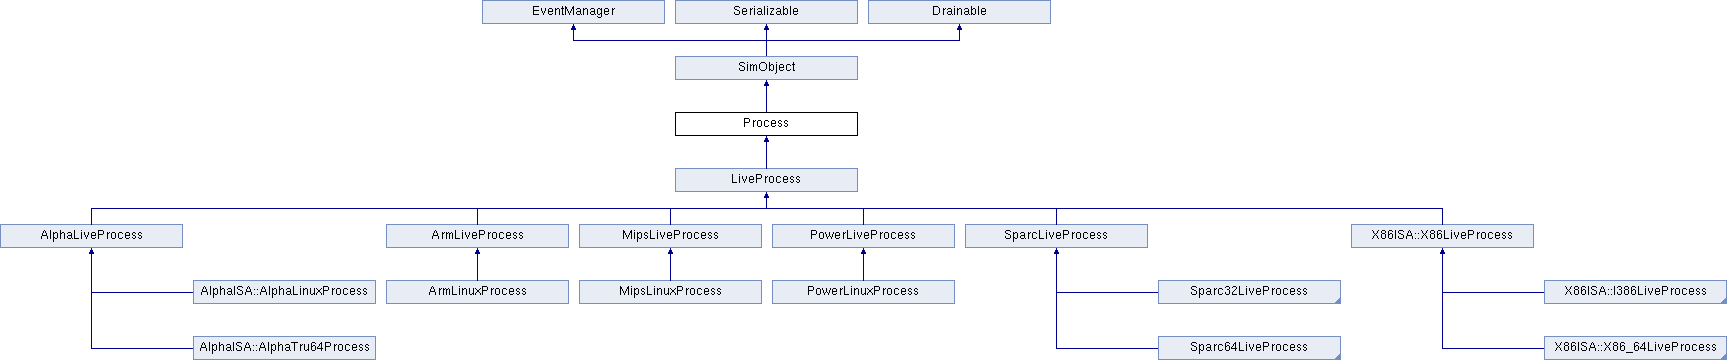 EventManager
Serializable
Drainable
SimObject
Process
LiveProcess
AlphaLiveProcess
ArmLiveProcess
MipsLiveProcess
PowerLiveProcess
SparcLiveProcess
X86ISA::X86LiveProcess
AlphaISA::AlphaLinuxProcess
ArmLinuxProcess
MipsLinuxProcess
PowerLinuxProcess
Sparc32LiveProcess
X86ISA::I386LiveProcess
AlphaISA::AlphaTru64Process
Sparc64LiveProcess
X86ISA::X86_64LiveProcess